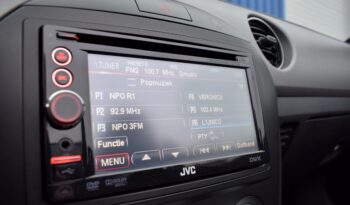 TUNER
FM2 100.7 MHz
Popmuziek
P1 NPO R1
P4 VERONICA
P2 92.9 MHz
P5 102.4 MHz
P3 NPO 3FM
P6 L'UNICO
Functie
PTY
MENU
JVC